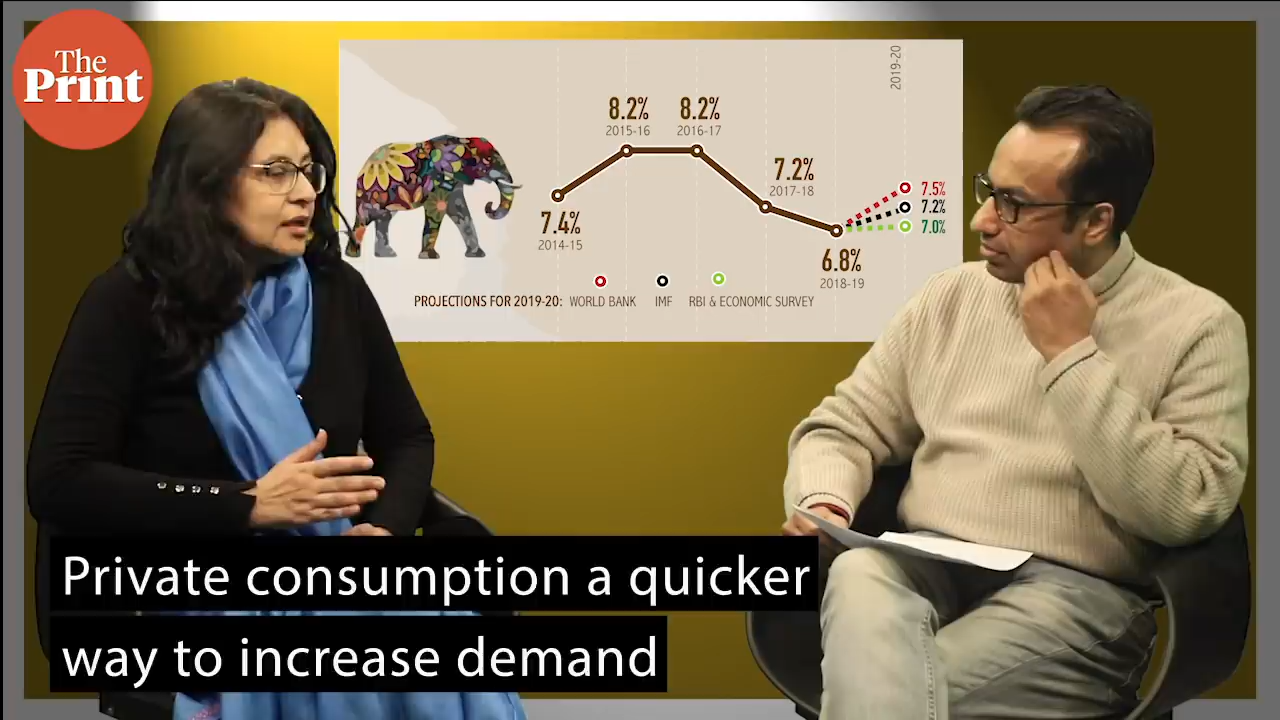 The
Print
2019-20
8.2%
2015-16
8.2%
2016-17
7.2%
2017-18
7.4%
2014-15
6.8%
2018-19
7.5%
7.2%
7.0%
PROJECTIONS FOR 2019-20: WORLD BANK IMF RBI & ECONOMIC SURVEY
Private consumption a quicker
way to increase demand